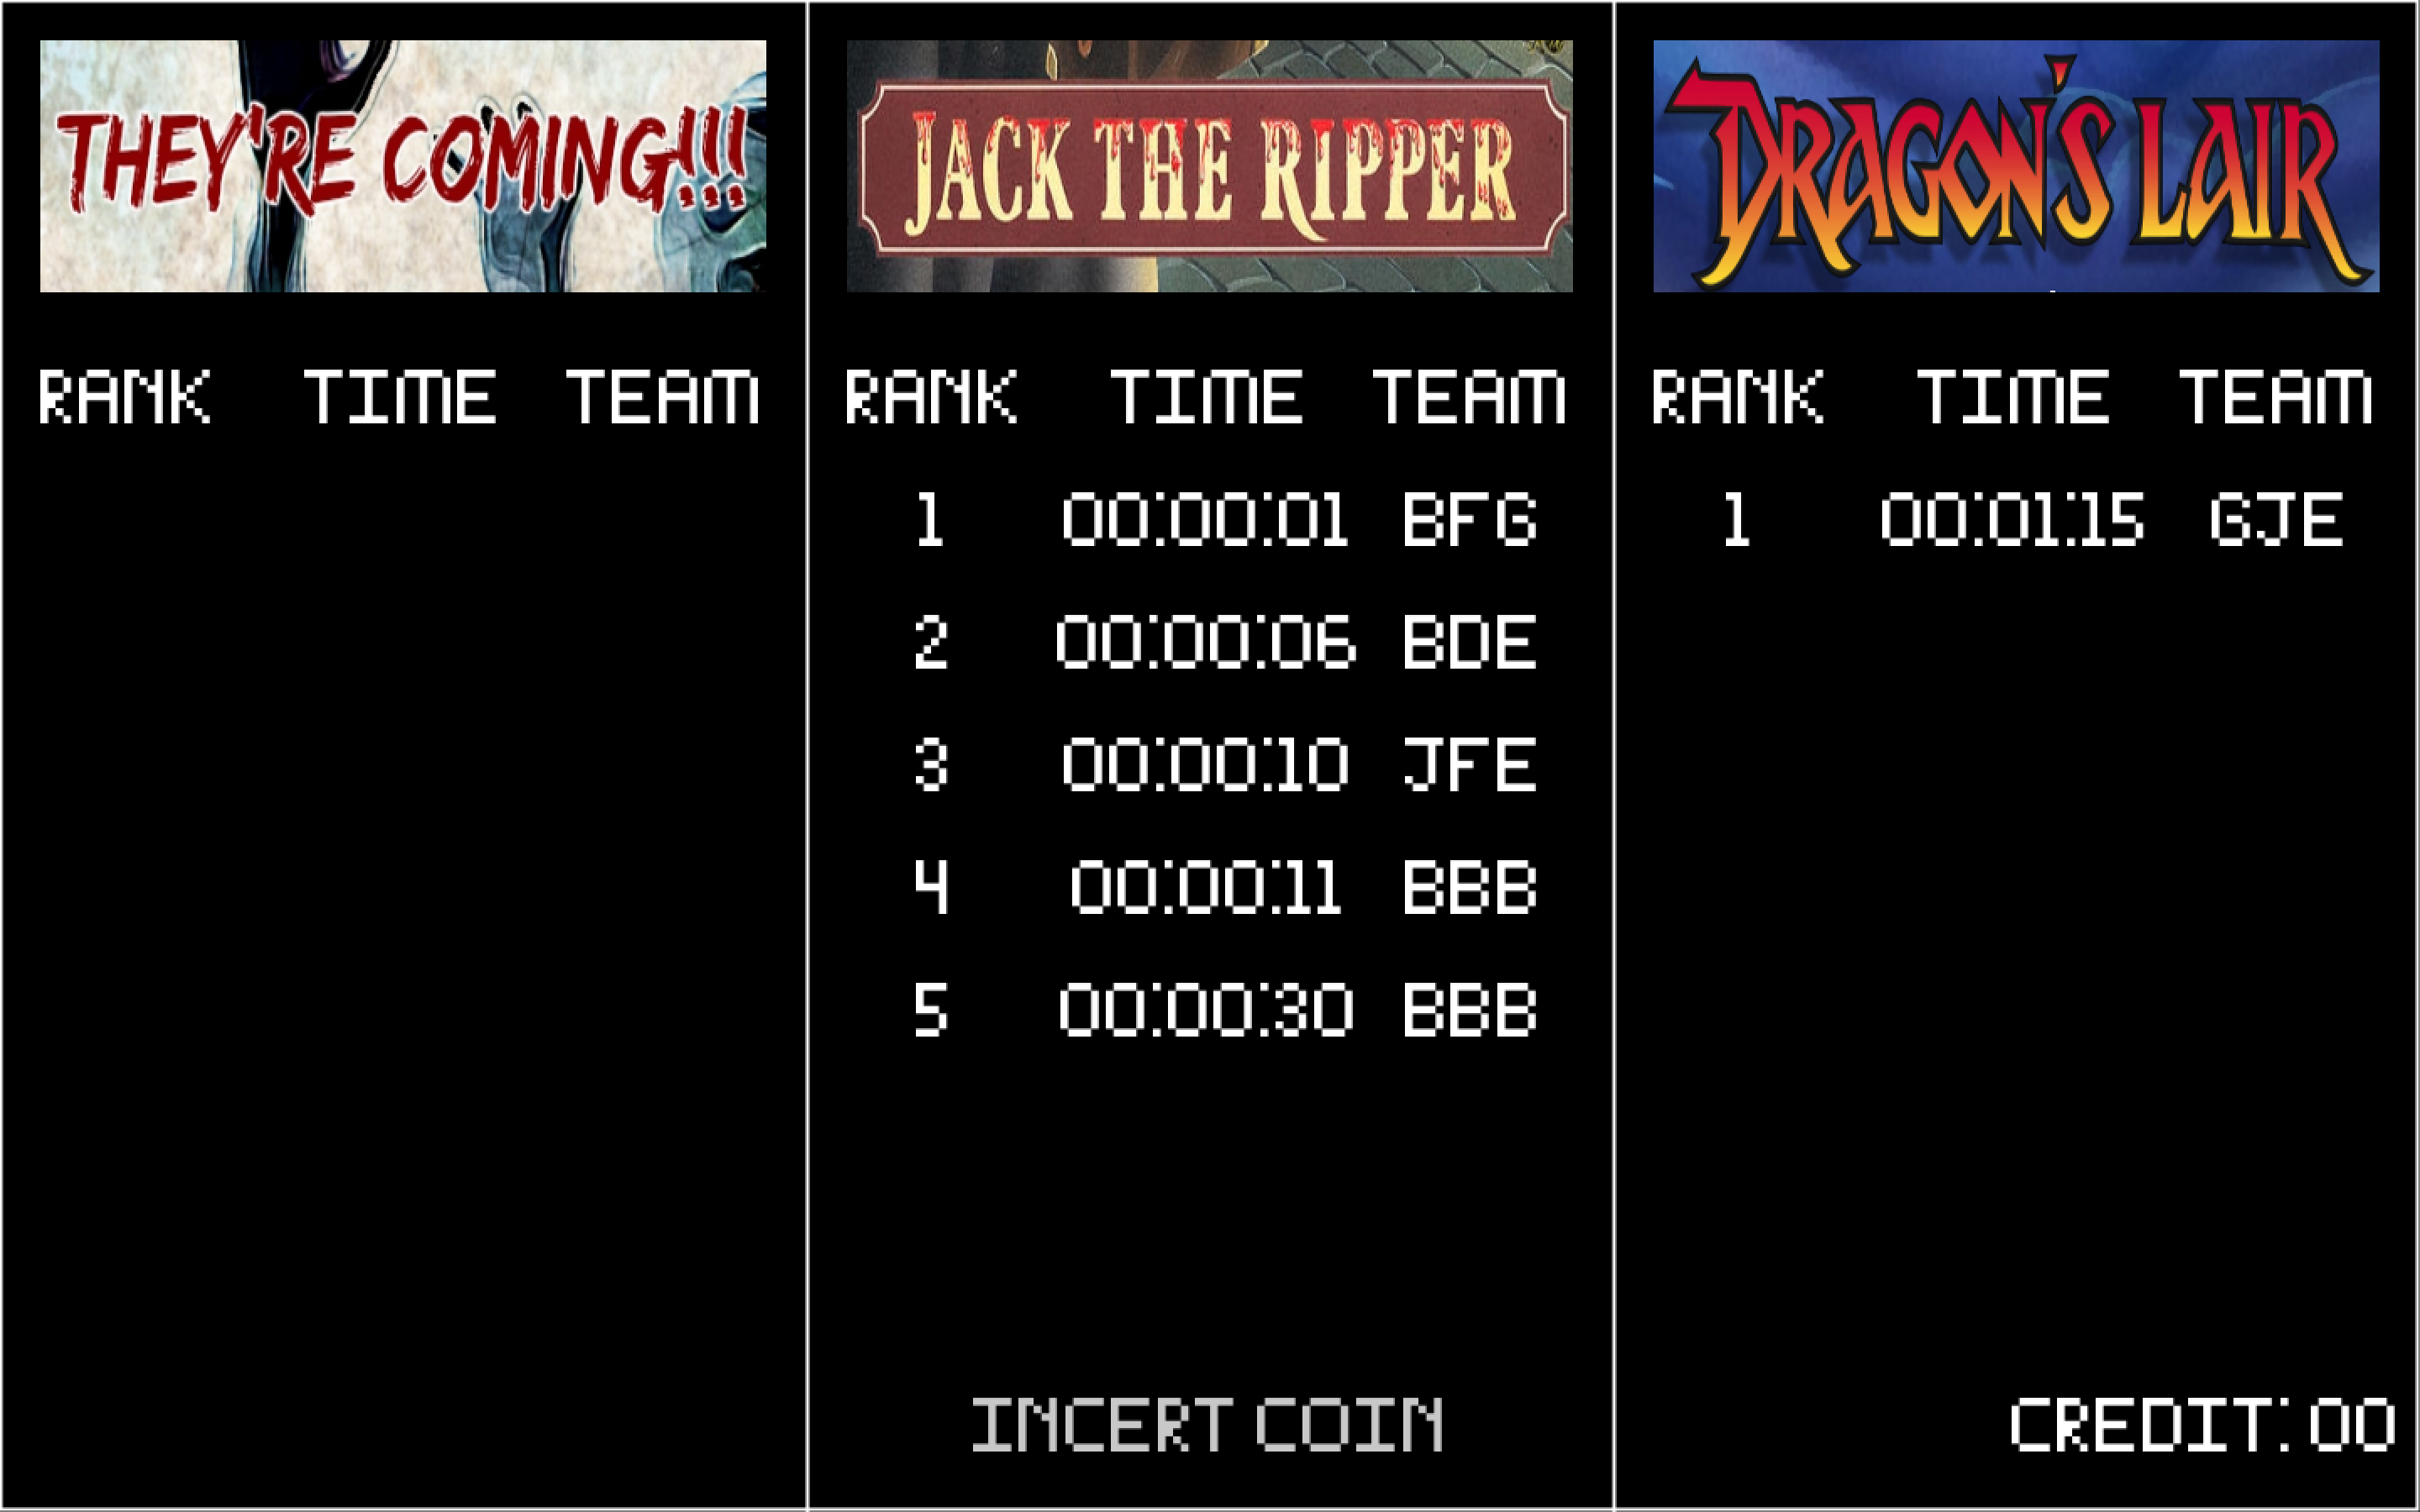 THEY'RE COMING!!!
RANK TIME TEAM
JACK THE RIPPER
RANK TIME TEAM
1 00:00:01 BFG
2 00:00:06 BDE
3 00:00:10 JFE
4 00:00:11 BBB
5 00:00:30 BBB
INCERT COIN
DRAGON'S LAIR
RANK TIME TEAM
1 00:01:15 GJE
CREDIT: 00